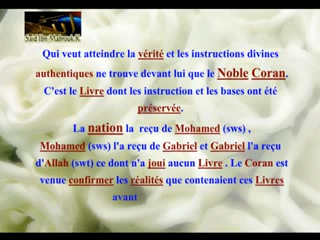 Said Ibn Mabrouk.K
Qui veut atteindre la vérité et les instructions divines
authentiques ne trouve devant lui que le Noble Coran.
C'est le Livre dont les instruction et les bases ont été
préservée.
La nation la reçu de Mohamed (sws) ,
Mohamed (sws) l'a reçu de Gabriel et Gabriel l'a reçu
d'Allah (swt) ce dont n'a joui aucun Livre . Le Coran est
venue confirmer les réalités que contenaient ces Livres
avant